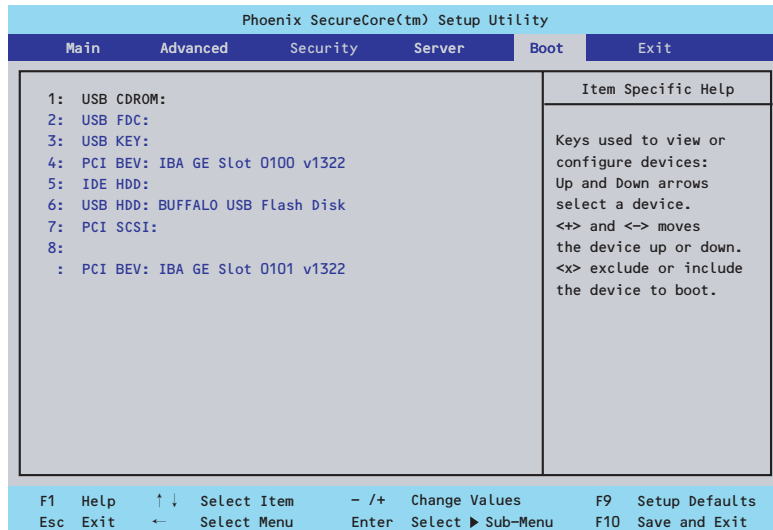 Phoenix SecureCore(tm) Setup Utility
Main Advanced Security Server Boot Exit
1: USB CDROM:
2: USB FDC:
3: USB KEY:
4: PCI BEV: IBA GE Slot 0100 v1322
5: IDE HDD:
6: USB HDD: BUFFALO USB Flash Disk
7: PCI SCSI:
8:
: PCI BEV: IBA GE Slot 0101 v1322
Item Specific Help
Keys used to view or
configure devices:
Up and Down arrows
select a device.
<+> and <-> moves
the device up or down.
<x> exclude or include
the device to boot.
F1 Help ↑↓ Select Item - /+ Change Values F9 Setup Defaults
Esc Exit ← Select Menu Enter Select ▶ Sub-Menu F10 Save and Exit